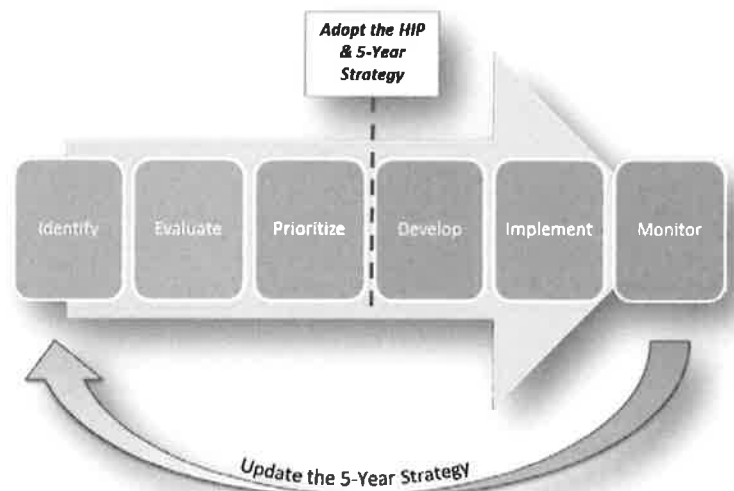 Adopt the HIP
& 5-Year
Strategy
Identify
Evaluate
Prioritize
Develop
Implement
Monitor
Update the 5-Year Strategy